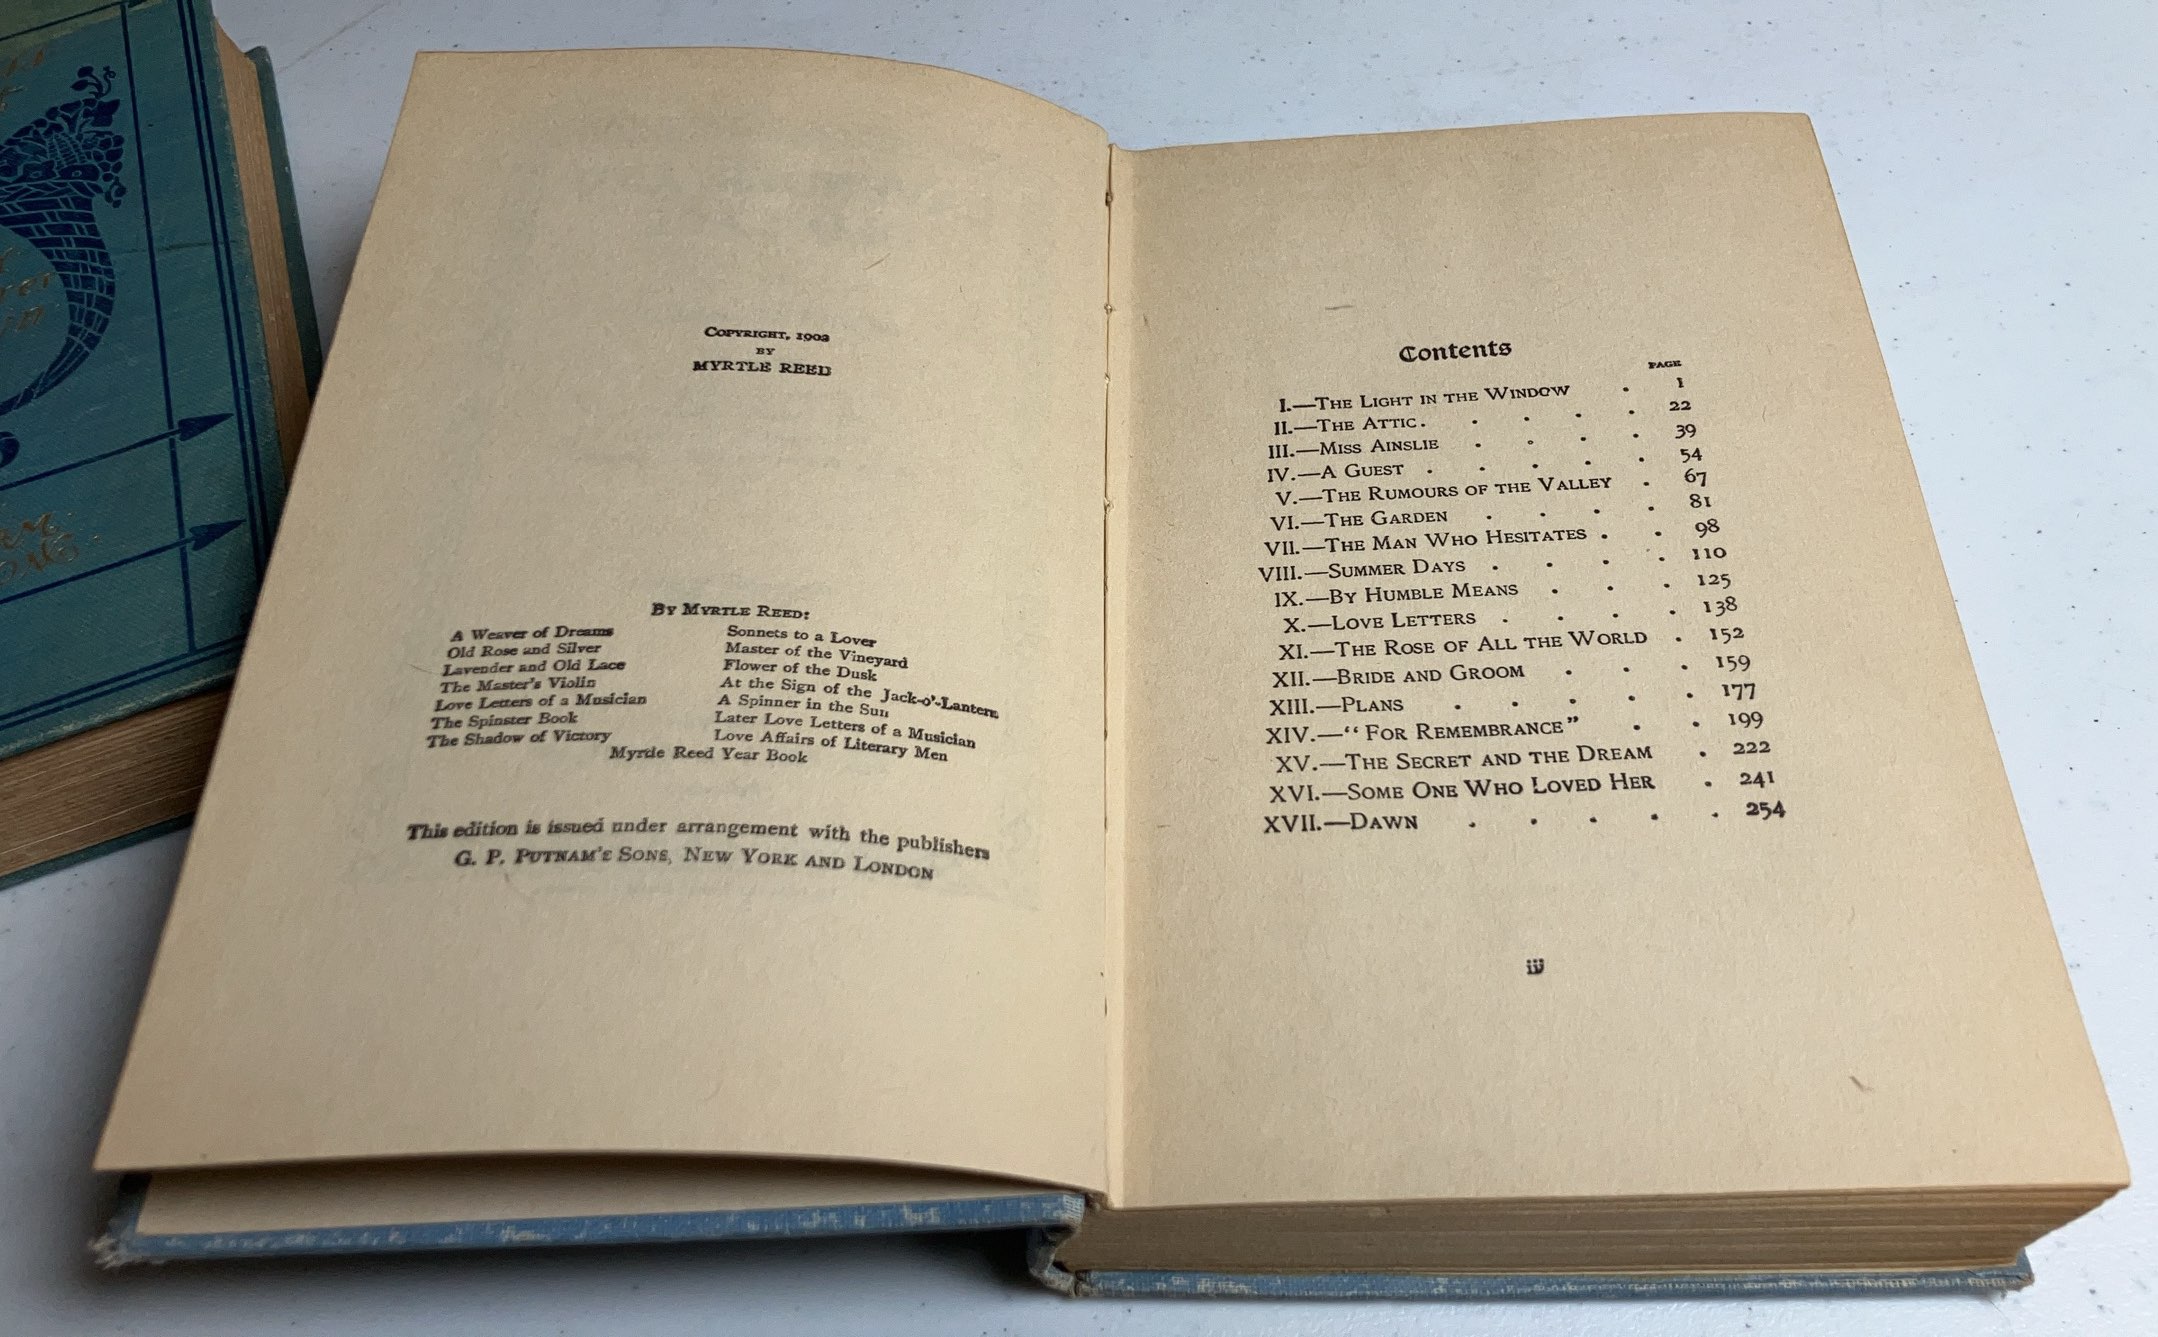 COPYRIGHT, 1902
BY
MYRTLE REED
BY MYRTLE REED:
A Weaver of Dreams
Old Rose and Silver
Lavender and Old Lace
The Master's Violin
Love Letters of a Musician
The Spinster Book
The Shadow of Victory
Sonnets to a Lover
Master of the Vineyard
Flower of the Dusk
At the Sign of the Jack-o'-Lantern
A Spinner in the Sun
Later Love Letters of a Musician
Love Affairs of Literary Men
Myrtle Reed Year Book
This edition is issued under arrangement with the publishers
G. P. PUTNAM'S SONS, NEW YORK AND LONDON
Contents
PAGE
I.—THE LIGHT IN THE WINDOW . 1
II.—THE ATTIC . . . . . 22
III.—MISS AINSLIE . . . . 39
IV.—A GUEST . . . . . 54
V.—THE RUMOURS OF THE VALLEY . 67
VI.—THE GARDEN . . . . 81
VII.—THE MAN WHO HESITATES . . 98
VIII.—SUMMER DAYS . . . . 110
IX.—BY HUMBLE MEANS . . . 125
X.—LOVE LETTERS . . . . 138
XI.—THE ROSE OF ALL THE WORLD . 152
XII.—BRIDE AND GROOM . . . 159
XIII.—PLANS . . . . . 177
XIV.—"FOR REMEMBRANCE" . . 199
XV.—THE SECRET AND THE DREAM . 222
XVI.—SOME ONE WHO LOVED HER . 241
XVII.—DAWN . . . . . 254
iii